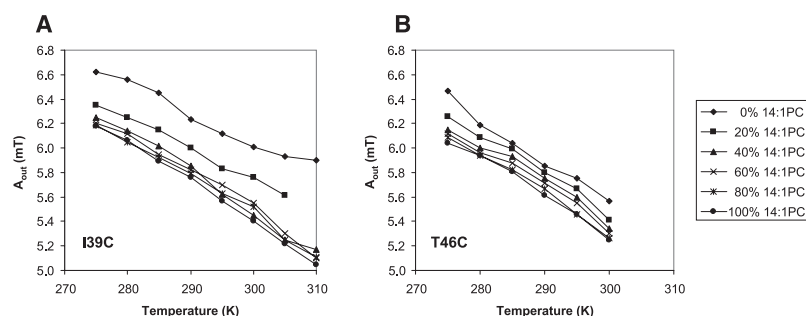 A
6.8
6.6
6.4
6.2
6.0
5.8
5.6
5.4
5.2
5.0
A_out (mT)
I39C
270 280 290 300 310
Temperature (K)
B
6.8
6.6
6.4
6.2
6.0
5.8
5.6
5.4
5.2
5.0
A_out (mT)
T46C
270 280 290 300 310
Temperature (K)
0% 14:1PC
20% 14:1PC
40% 14:1PC
60% 14:1PC
80% 14:1PC
100% 14:1PC